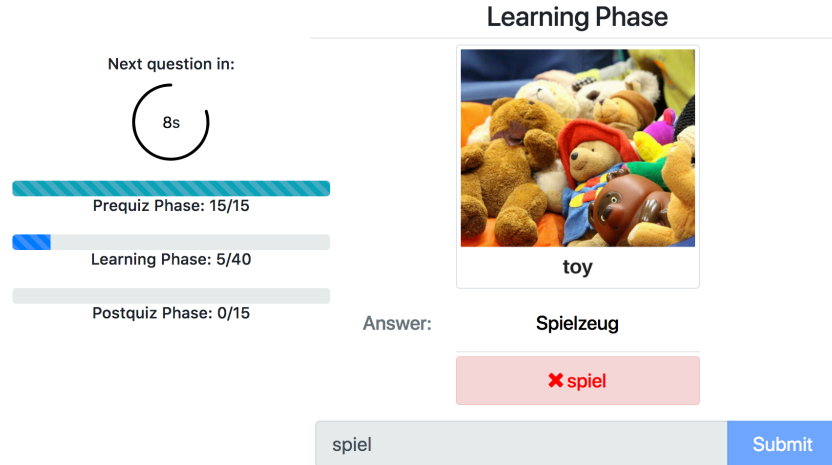 Learning Phase
Next question in:
8s
Prequiz Phase: 15/15
Learning Phase: 5/40
Postquiz Phase: 0/15
toy
Answer: Spielzeug
✖ spiel
spiel Submit